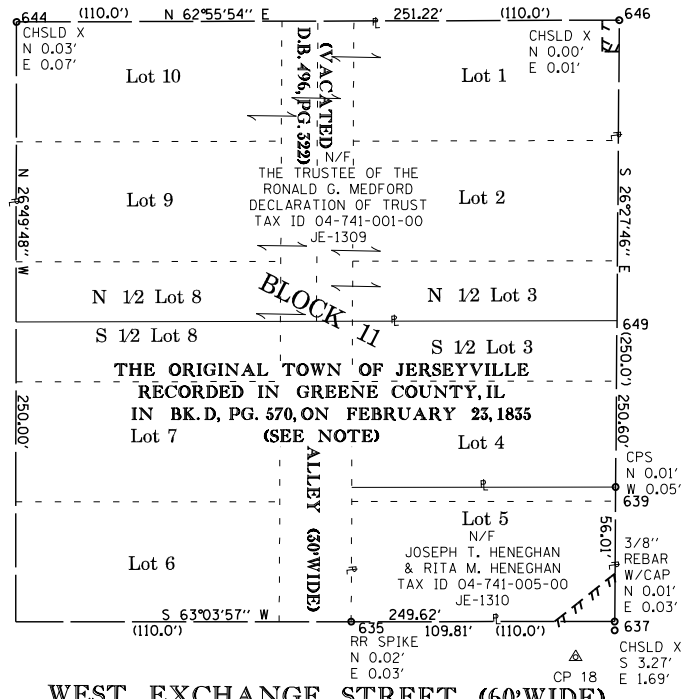 644 (110.0') N 62°55'54" E 251.22' (110.0') 646
CHSLD X
N 0.03'
E 0.07'
CHSLD X
N 0.00'
E 0.01'
Lot 10
(VACATED
D.B. 496, PG. 322)
Lot 1
N/F
THE TRUSTEE OF THE
RONALD G. MEDFORD
DECLARATION OF TRUST
TAX ID 04-741-001-00
JE-1309
Lot 9
Lot 2
N 26°49'48" W
S 26°27'46" E
N 1/2 Lot 8
BLOCK 11
N 1/2 Lot 3
649
S 1/2 Lot 8
S 1/2 Lot 3
(250.0')
THE ORIGINAL TOWN OF JERSEYVILLE
RECORDED IN GREENE COUNTY, IL
IN BK. D, PG. 570, ON FEBRUARY 23, 1835
(SEE NOTE)
250.00'
250.60'
Lot 7
Lot 4
ALLEY (30'WIDE)
CPS
N 0.01'
W 0.05'
639
Lot 5
N/F
JOSEPH T. HENEGHAN
& RITA M. HENEGHAN
TAX ID 04-741-005-00
JE-1310
56.01'
3/8"
REBAR
W/CAP
N 0.01'
E 0.03'
Lot 6
S 63°03'57" W 249.62'
(110.0') 635 109.81' (110.0') 637
RR SPIKE
N 0.02'
E 0.03'
CP 18
CHSLD X
S 3.27'
E 1.69'
WEST EXCHANGE STREET (60'WIDE)